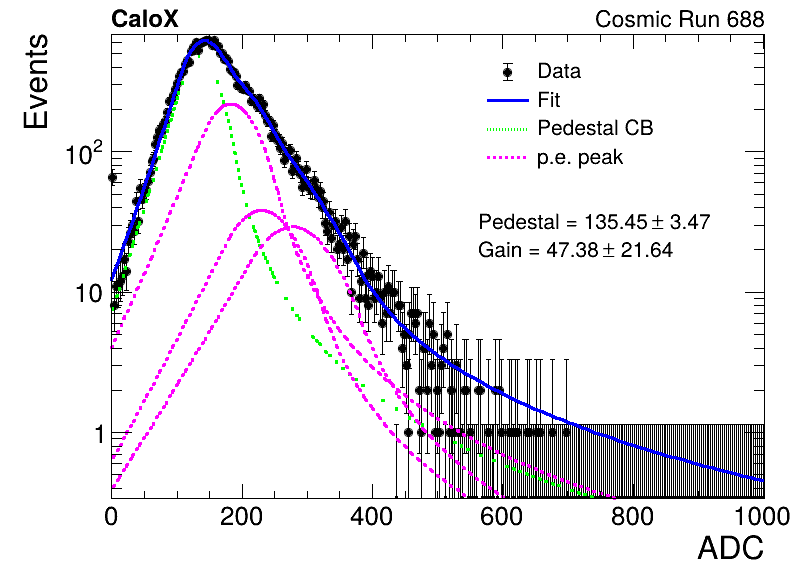 CaloX Cosmic Run 688
Events
Data
Fit
Pedestal CB
p.e. peak
Pedestal = 135.45 ± 3.47
Gain = 47.38 ± 21.64
10²
10
1
0 200 400 600 800 1000
ADC